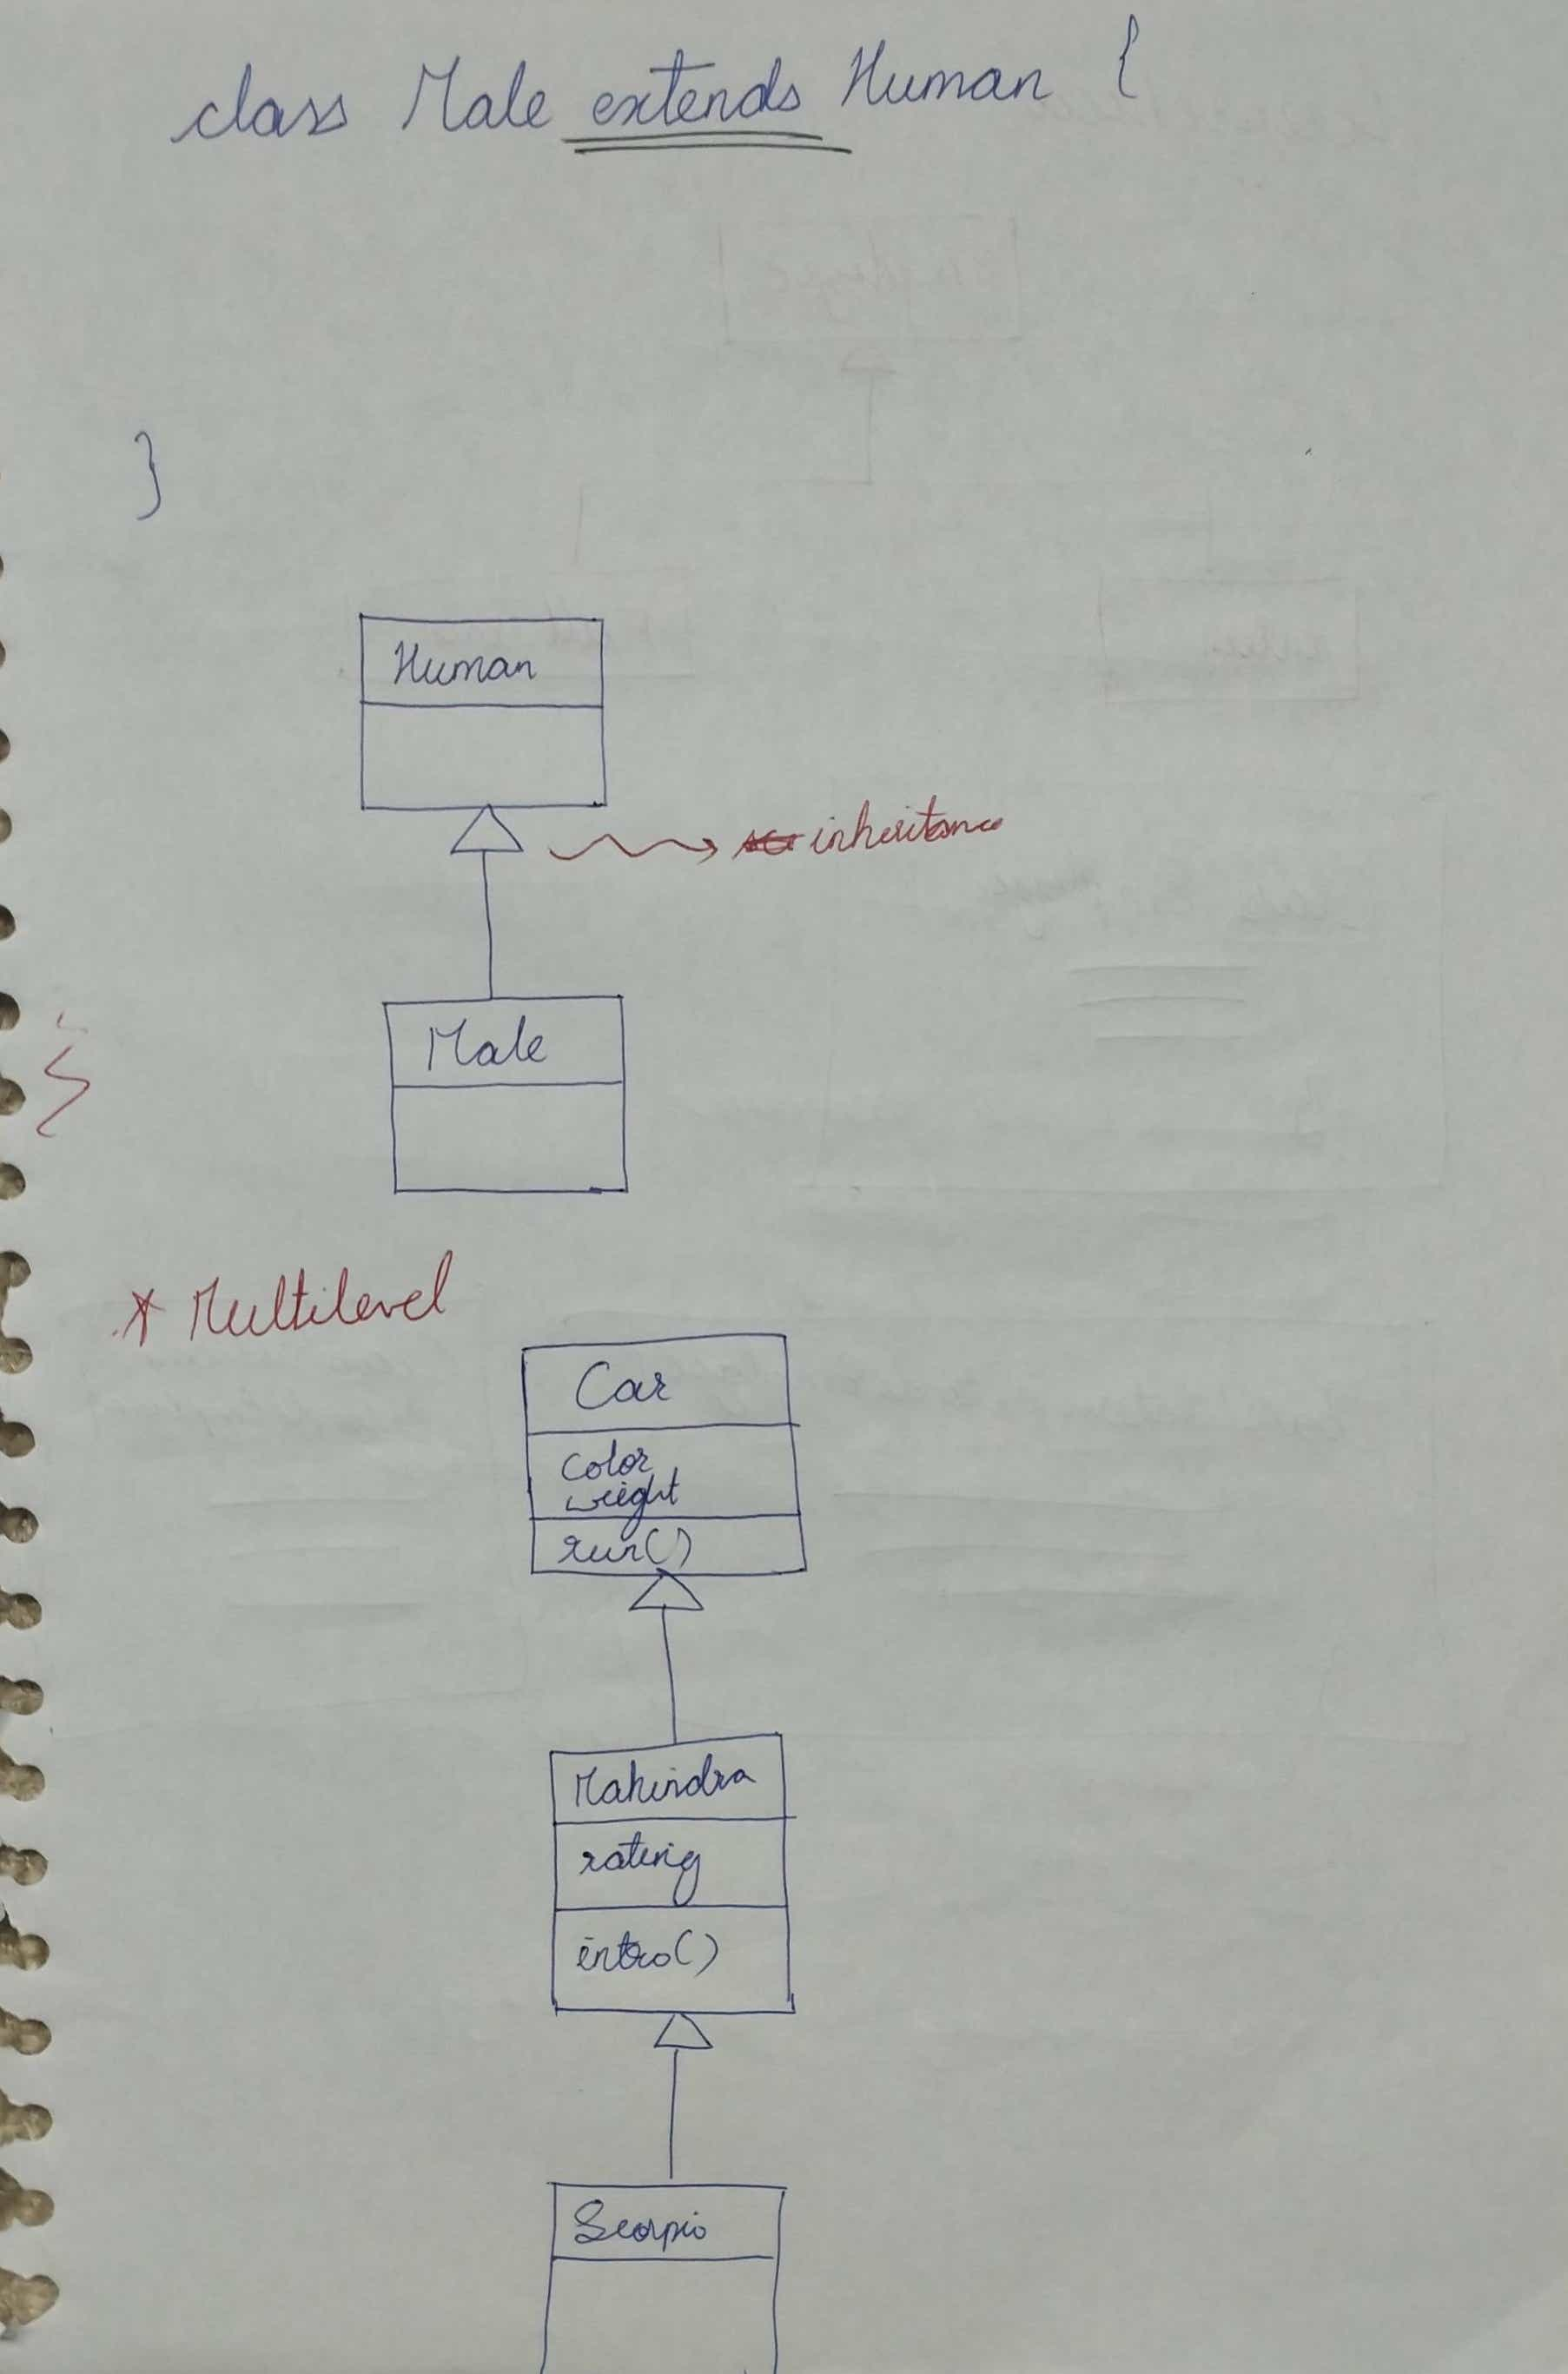 class Male extends Human {
}
Human
inheritance
Male
* Multilevel
Car
color
weight
run()
Mahindra
rating
intro()
Scorpio